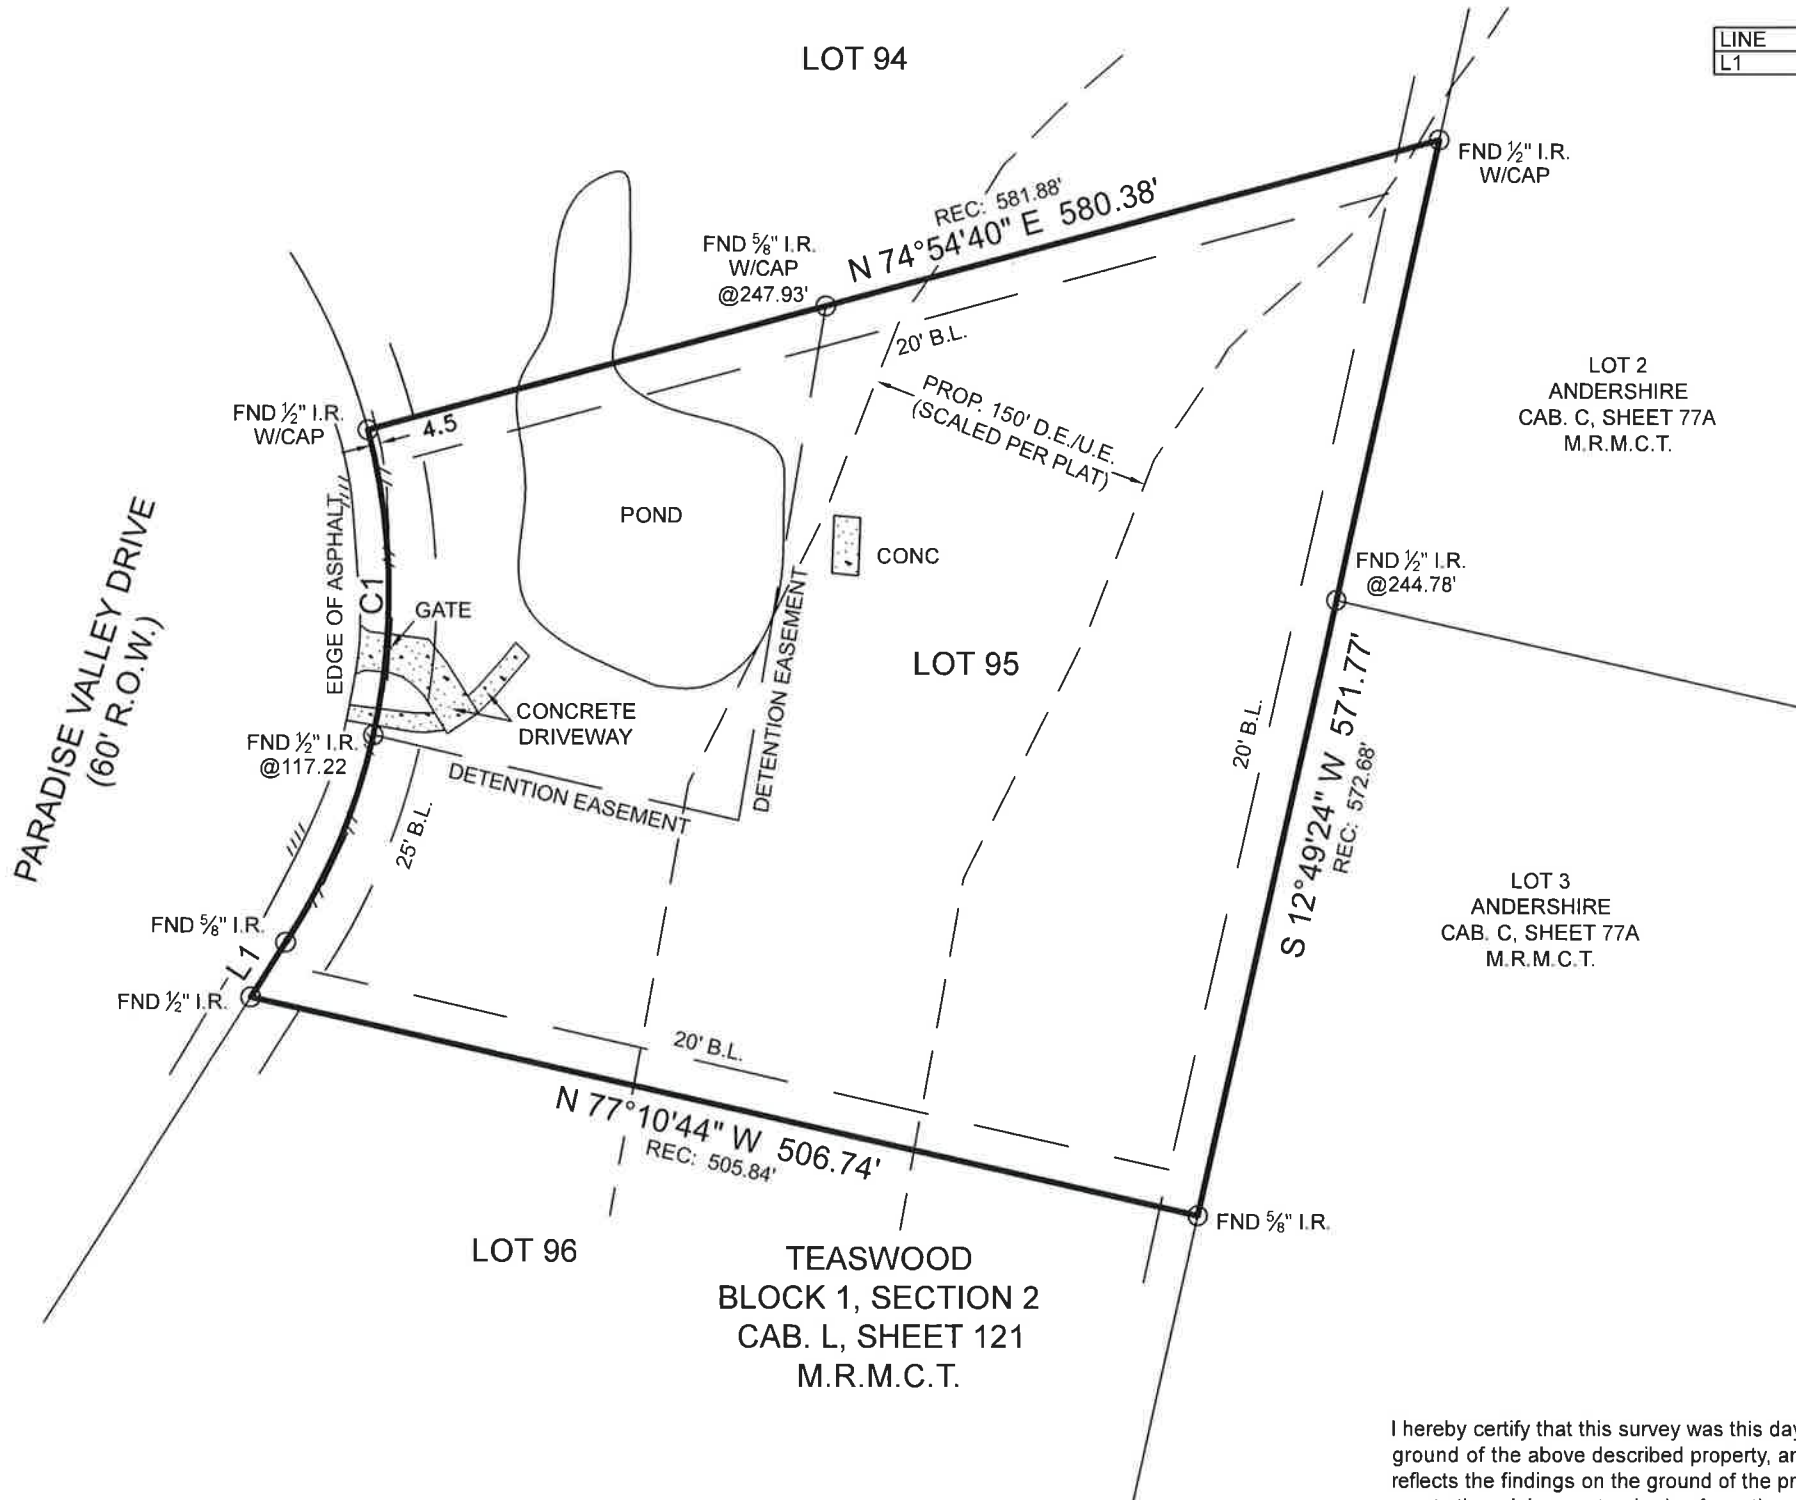 LOT 94
LINE
L1
FND ½" I.R.
W/CAP
REC: 581.88'
N 74°54'40" E 580.38'
FND ⅝" I.R.
W/CAP
@247.93'
20' B.L.
LOT 2
ANDERSHIRE
CAB. C, SHEET 77A
M.R.M.C.T.
PROP. 150' D.E./U.E.
(SCALED PER PLAT)
FND ½" I.R.
W/CAP
4.5
POND
CONC
EDGE OF ASPHALT
C1
GATE
PARADISE VALLEY DRIVE
(60' R.O.W.)
FND ½" I.R.
@244.78'
LOT 95
DETENTION EASEMENT
CONCRETE
DRIVEWAY
FND ½" I.R.
@117.22
DETENTION EASEMENT
25' B.L.
20' B.L.
S 12°49'24" W 571.77'
REC: 572.68'
LOT 3
ANDERSHIRE
CAB. C, SHEET 77A
M.R.M.C.T.
FND ⅝" I.R.
L1
FND ½" I.R.
20' B.L.
N 77°10'44" W 506.74'
REC: 505.84'
FND ⅝" I.R.
LOT 96
TEASWOOD
BLOCK 1, SECTION 2
CAB. L, SHEET 121
M.R.M.C.T.
I hereby certify that this survey was this day
ground of the above described property, an
reflects the findings on the ground of the pr